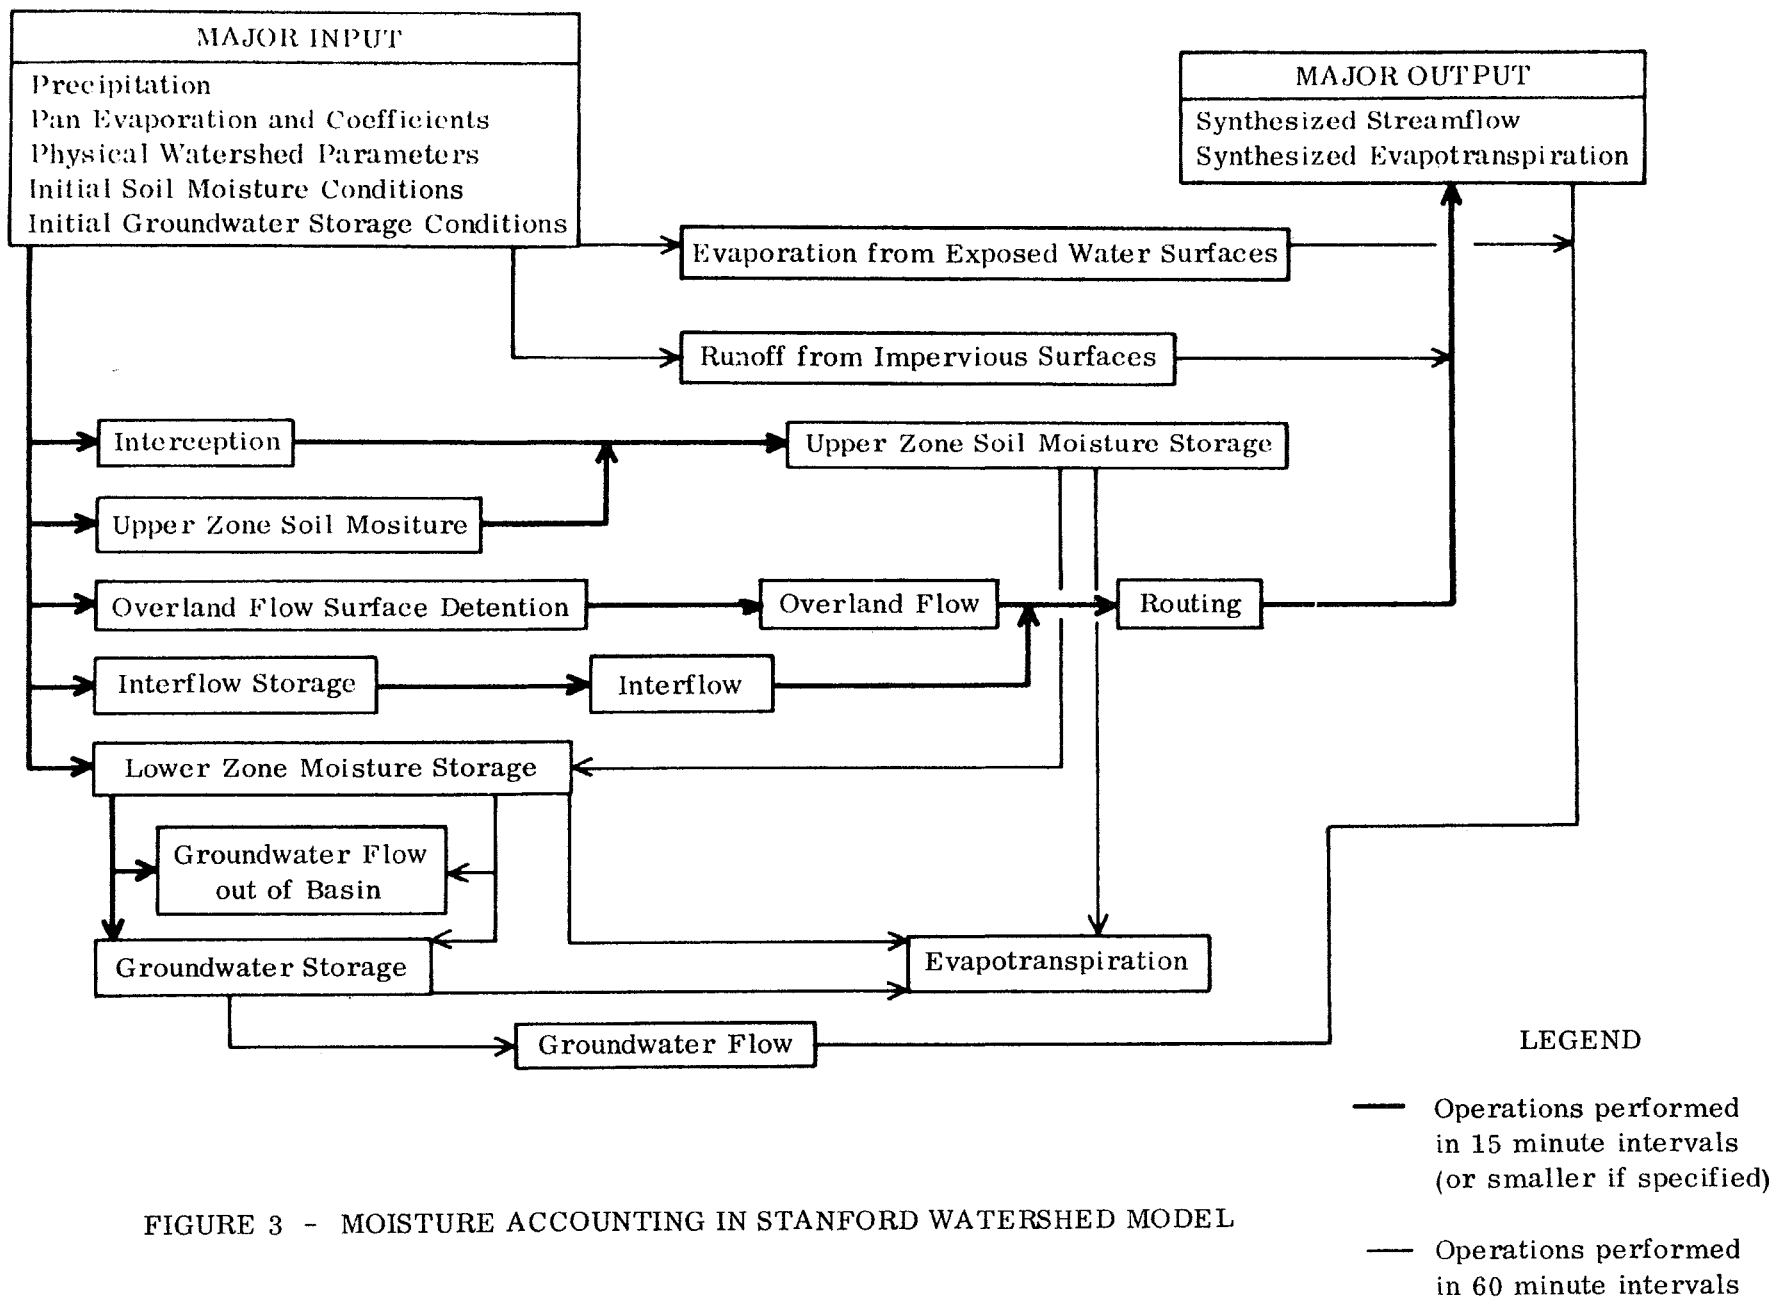 MAJOR INPUT
Precipitation
Pan Evaporation and Coefficients
Physical Watershed Parameters
Initial Soil Moisture Conditions
Initial Groundwater Storage Conditions
MAJOR OUTPUT
Synthesized Streamflow
Synthesized Evapotranspiration
Evaporation from Exposed Water Surfaces
Runoff from Impervious Surfaces
Interception
Upper Zone Soil Moisture Storage
Upper Zone Soil Mositure
Overland Flow Surface Detention
Overland Flow
Routing
Interflow Storage
Interflow
Lower Zone Moisture Storage
Groundwater Flow
out of Basin
Groundwater Storage
Evapotranspiration
Groundwater Flow
LEGEND
Operations performed
in 15 minute intervals
(or smaller if specified)
Operations performed
in 60 minute intervals
FIGURE 3 - MOISTURE ACCOUNTING IN STANFORD WATERSHED MODEL